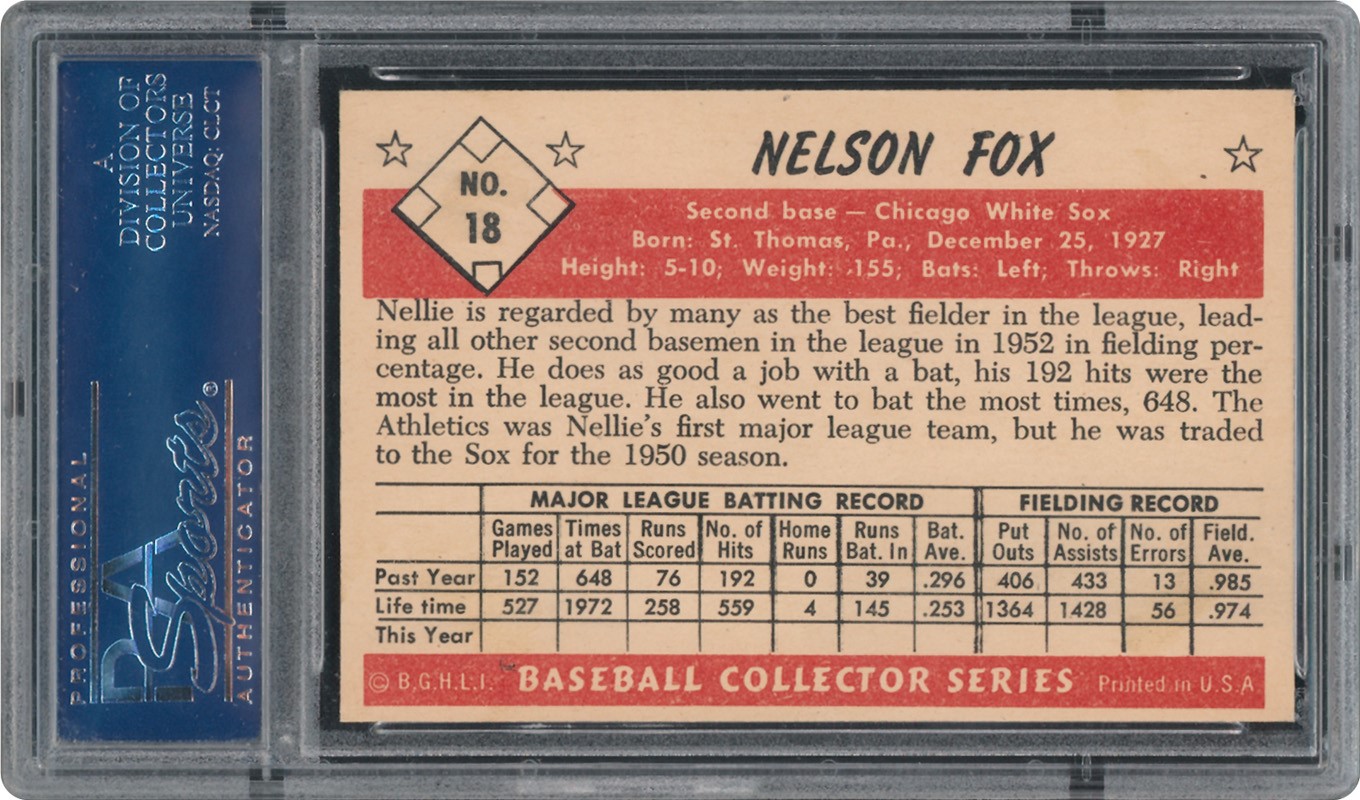 A
DIVISION OF
COLLECTORS
UNIVERSE
NASDAQ: CLCT
PROFESSIONAL
PSA
Sports®
AUTHENTICATOR
NO.
18
NELSON FOX
Second base — Chicago White Sox
Born: St. Thomas, Pa., December 25, 1927
Height: 5-10; Weight: 155; Bats: Left; Throws: Right
Nellie is regarded by many as the best fielder in the league, lead-
ing all other second basemen in the league in 1952 in fielding per-
centage. He does as good a job with a bat, his 192 hits were the
most in the league. He also went to bat the most times, 648. The
Athletics was Nellie's first major league team, but he was traded
to the Sox for the 1950 season.
MAJOR LEAGUE BATTING RECORD FIELDING RECORD
Games Times Runs No. of Home Runs Bat. Put No. of No. of Field.
Played at Bat Scored Hits Runs Bat. In Ave. Outs Assists Errors Ave.
Past Year 152 648 76 192 0 39 .296 406 433 13 .985
Life time 527 1972 258 559 4 145 .253 1364 1428 56 .974
This Year
© B.G.H.L.I. BASEBALL COLLECTOR SERIES Printed in U.S.A